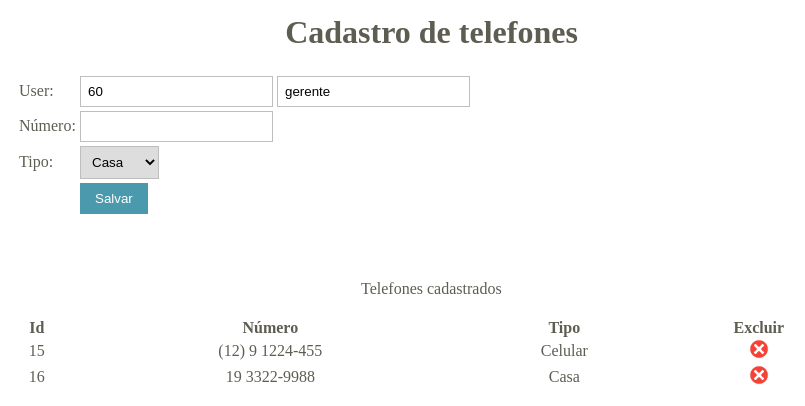 Cadastro de telefones
User: 60 gerente
Número:
Tipo: Casa
Salvar
Telefones cadastrados
Id Número Tipo Excluir
15 (12) 9 1224-455 Celular
16 19 3322-9988 Casa